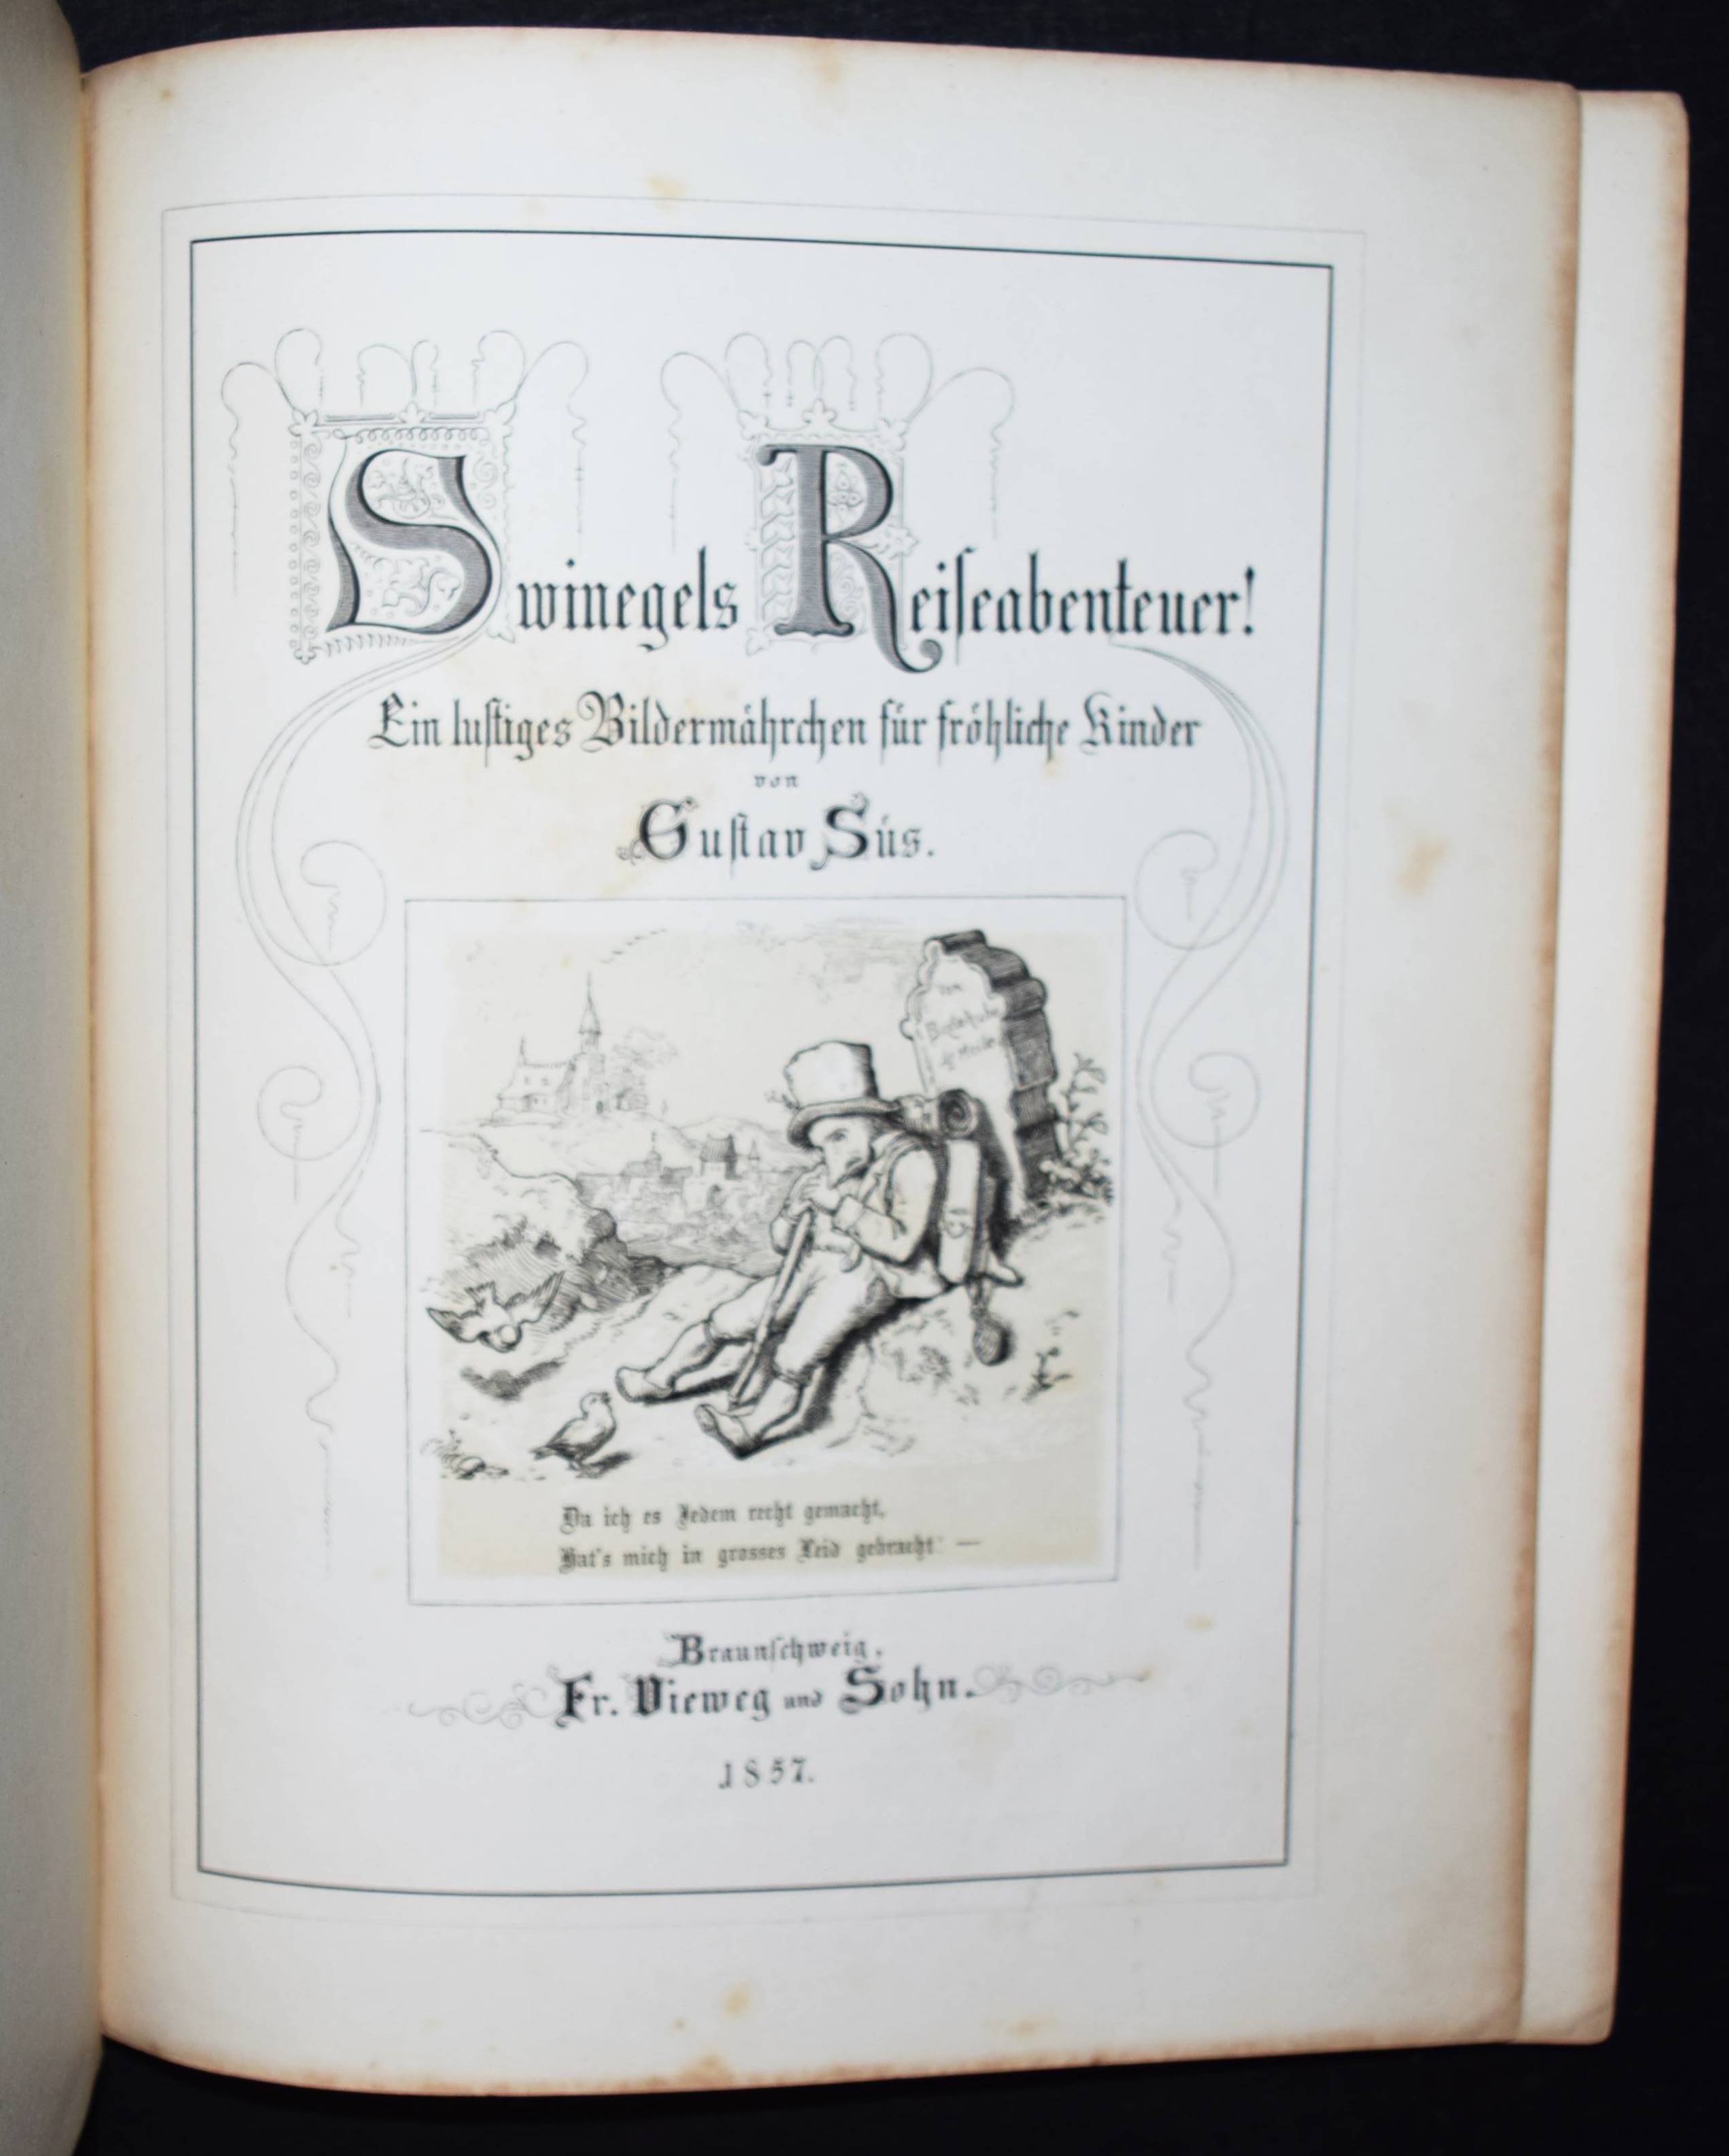 Swinegels Reiseabenteuer!
Ein lustiges Bildermährchen für fröhliche Kinder
von
Gustav Süs.
Von
Da ich es Jedem recht gemacht,
Hat's mich in grosses Leid gebracht! —
Braunschweig,
Fr. Vieweg und Sohn.
1857.